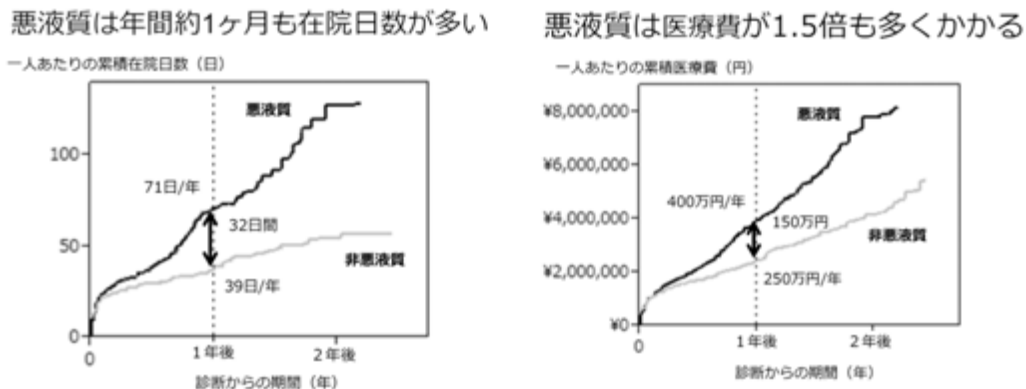 悪液質は年間約1ヶ月も在院日数が多い
一人あたりの累積在院日数（日）
悪液質
100
71日/年
32日間
50
非悪液質
39日/年
0
0
1年後
2年後
診断からの期間（年）
悪液質は医療費が1.5倍も多くかかる
一人あたりの累積医療費（円）
¥8,000,000
悪液質
¥6,000,000
400万円/年
¥4,000,000
150万円
非悪液質
¥2,000,000
250万円/年
¥0
0
1年後
2年後
診断からの期間（年）